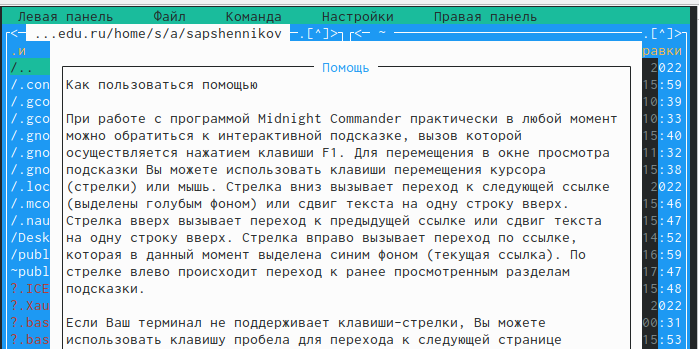 Левая панель Файл Команда Настройки Правая панель
<─ ...edu.ru/home/s/a/sapshennikov ─.[^]>┐┌<─ ~ ─.[^]>
.и равки
/.. 2022
/.con 15:59
/.gco 10:39
/.gco 10:33
/.gno 15:40
/.gno 11:32
/.gno 15:38
/.loc 2022
/.mco 15:46
/.nau 15:47
/Desk 14:52
/publ 16:59
~publ 17:47
?.ICE 15:48
?.Xau 2022
?.bas 00:31
?.bas 15:53
Помощь
Как пользоваться помощью
При работе с программой Midnight Commander практически в любой момент
можно обратиться к интерактивной подсказке, вызов которой
осуществляется нажатием клавиши F1. Для перемещения в окне просмотра
подсказки Вы можете использовать клавиши перемещения курсора
(стрелки) или мышь. Стрелка вниз вызывает переход к следующей ссылке
(выделены голубым фоном) или сдвиг текста на одну строку вверх.
Стрелка вверх вызывает переход к предыдущей ссылке или сдвиг текста
на одну строку вверх. Стрелка вправо вызывает переход по ссылке,
которая в данный момент выделена синим фоном (текущая ссылка). По
стрелке влево происходит переход к ранее просмотренным разделам
подсказки.
Если Ваш терминал не поддерживает клавиши-стрелки, Вы можете
использовать клавишу пробела для перехода к следующей странице